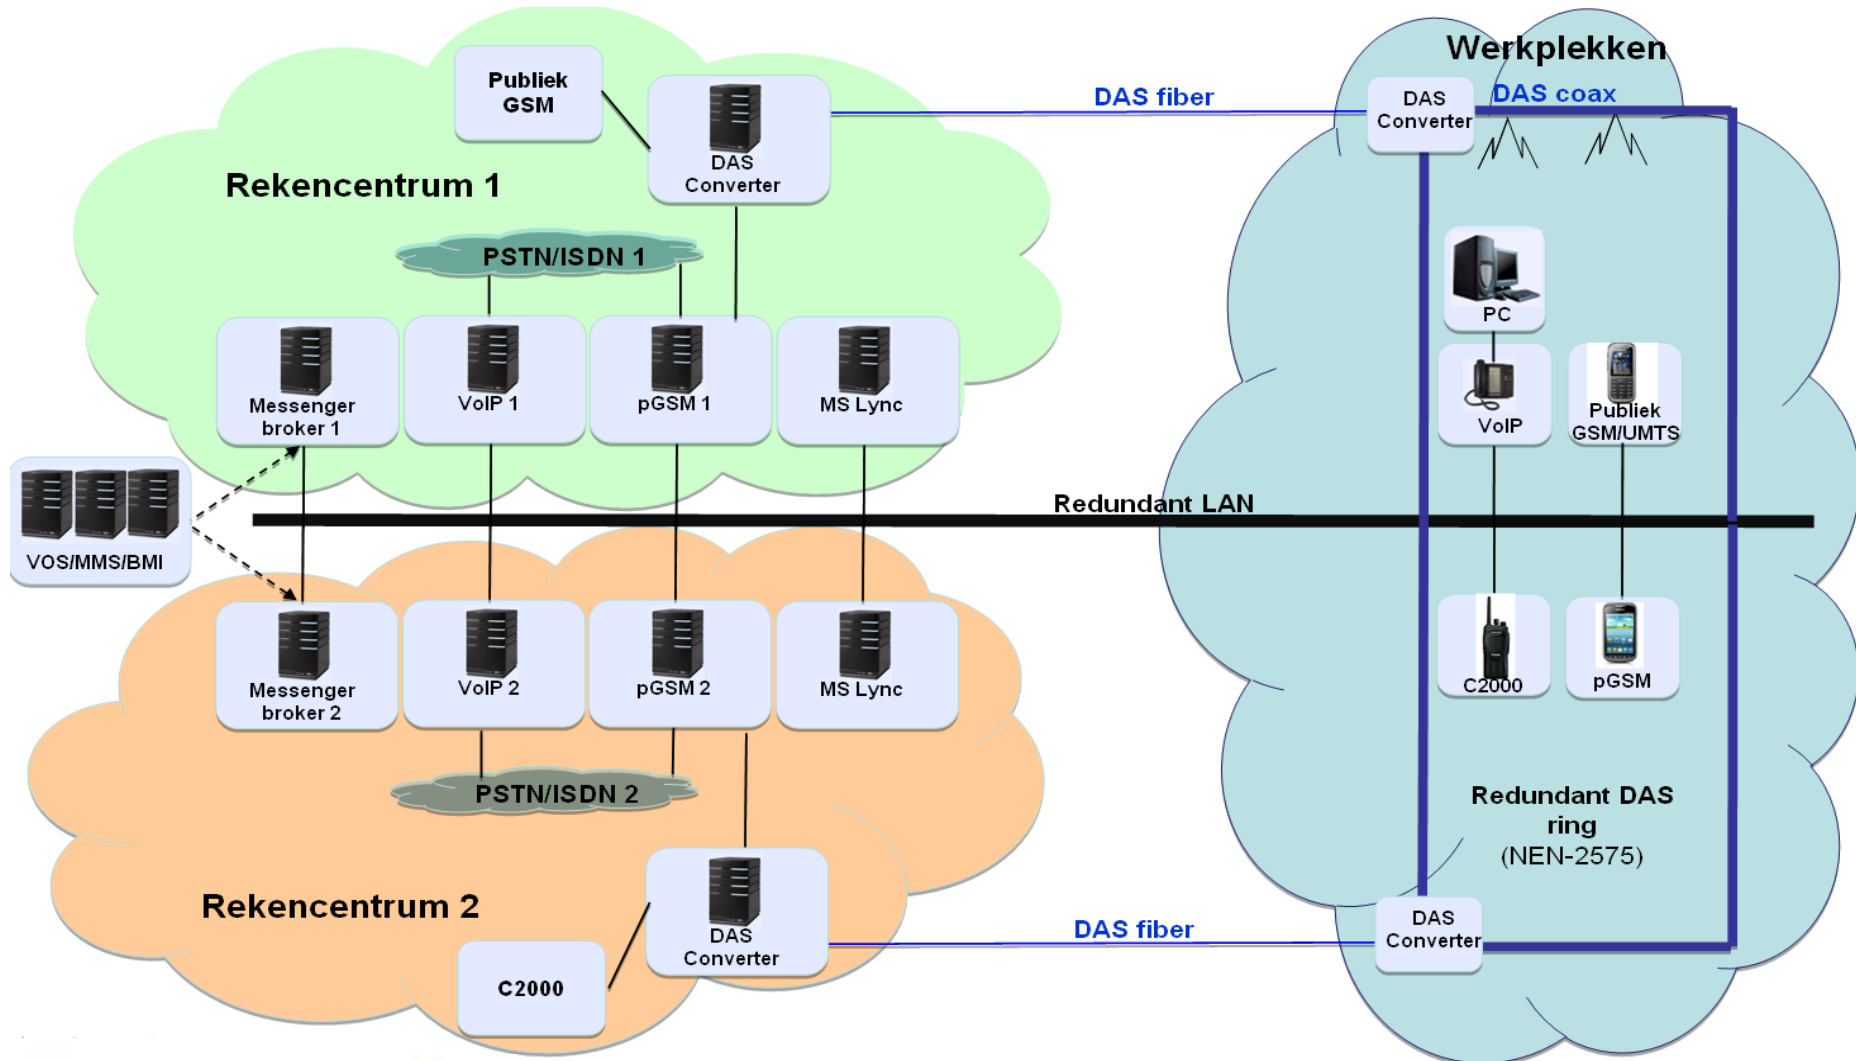 Werkplekken
Publiek
GSM
DAS
Converter
DAS fiber
DAS
Converter
DAS coax
Rekencentrum 1
PSTN/ISDN 1
Messenger
broker 1
VoIP 1
pGSM 1
MS Lync
PC
VoIP
Publiek
GSM/UMTS
VOS/MMS/BMI
Redundant LAN
Messenger
broker 2
VoIP 2
pGSM 2
MS Lync
C2000
pGSM
PSTN/ISDN 2
Redundant DAS
ring
(NEN-2575)
Rekencentrum 2
DAS
Converter
DAS fiber
DAS
Converter
C2000